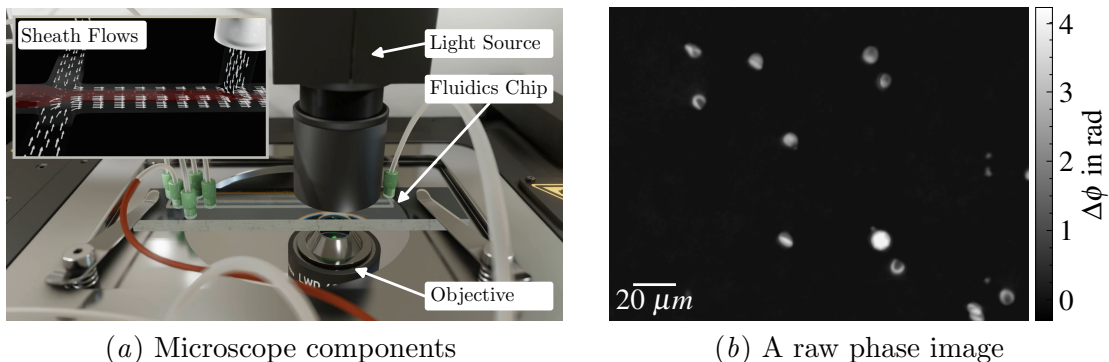 Sheath Flows
Light Source
Fluidics Chip
LWD
Objective
(a) Microscope components
20 μm
4
3
2
1
0
Δϕ in rad
(b) A raw phase image